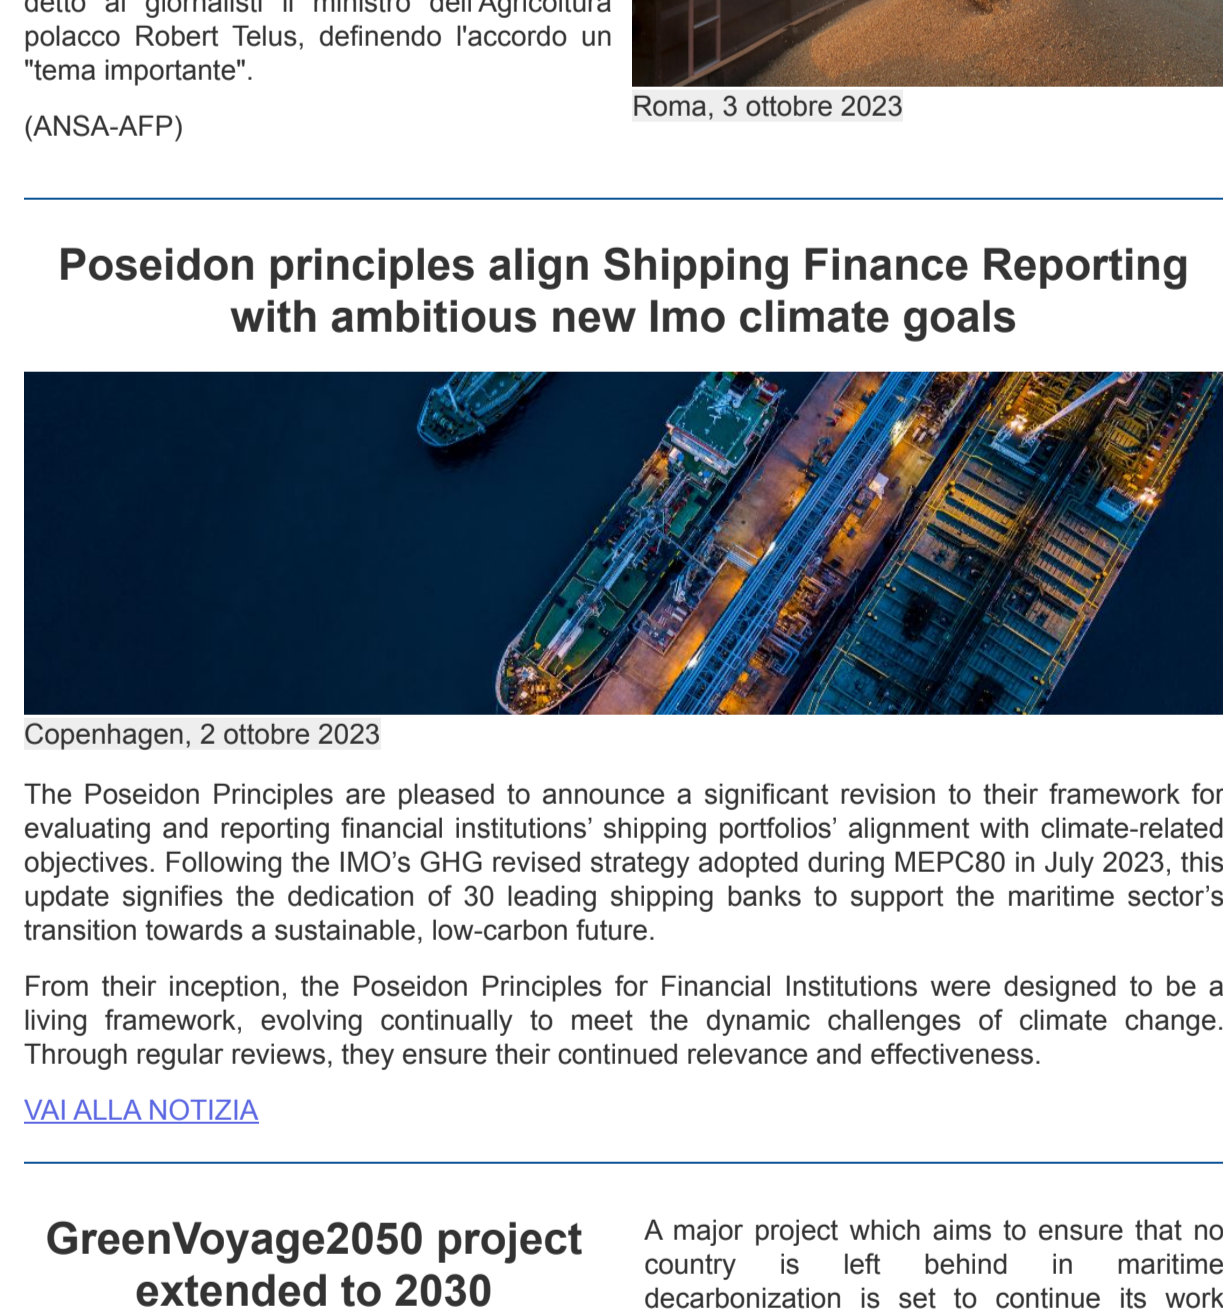 detto ai giornalisti il ministro dell'Agricoltura
polacco Robert Telus, definendo l'accordo un
"tema importante".
(ANSA-AFP)
Roma, 3 ottobre 2023
Poseidon principles align Shipping Finance Reporting
with ambitious new Imo climate goals
Copenhagen, 2 ottobre 2023
The Poseidon Principles are pleased to announce a significant revision to their framework for
evaluating and reporting financial institutions’ shipping portfolios’ alignment with climate-related
objectives. Following the IMO’s GHG revised strategy adopted during MEPC80 in July 2023, this
update signifies the dedication of 30 leading shipping banks to support the maritime sector’s
transition towards a sustainable, low-carbon future.
From their inception, the Poseidon Principles for Financial Institutions were designed to be a
living framework, evolving continually to meet the dynamic challenges of climate change.
Through regular reviews, they ensure their continued relevance and effectiveness.
VAI ALLA NOTIZIA
GreenVoyage2050 project
extended to 2030
A major project which aims to ensure that no
country is left behind in maritime
decarbonization is set to continue its work